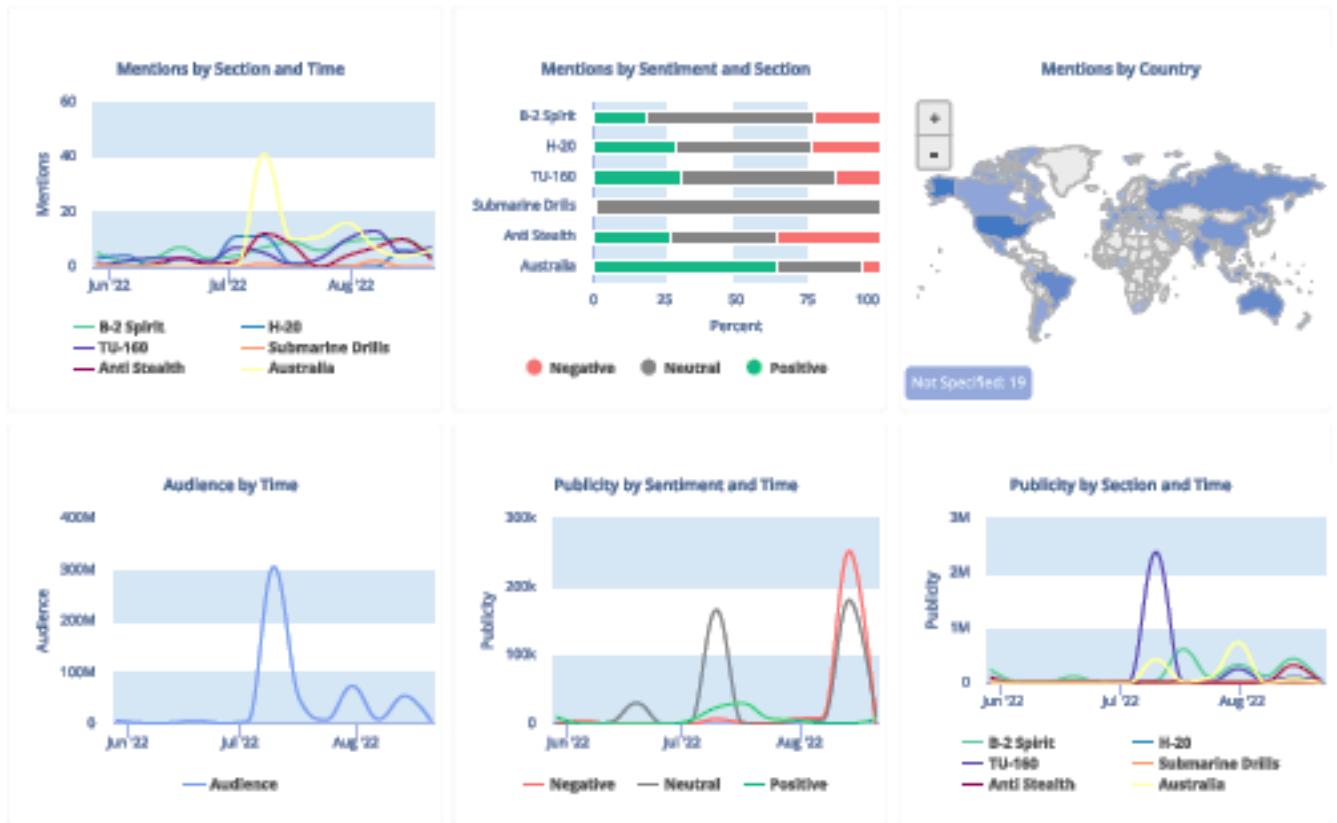 Mentions by Section and Time
60
40
20
0
Mentions
Jun '22
Jul '22
Aug '22
B-2 Spirit
H-20
TU-160
Submarine Drills
Anti Stealth
Australia
Mentions by Sentiment and Section
B-2 Spirit
H-20
TU-160
Submarine Drills
Anti Stealth
Australia
0 25 50 75 100
Percent
Negative Neutral Positive
Mentions by Country
+
-
Not Specified: 19
Audience by Time
400M
300M
200M
100M
0
Audience
Jun '22
Jul '22
Aug '22
Audience
Publicity by Sentiment and Time
300k
200k
100k
0
Publicity
Jun '22
Jul '22
Aug '22
Negative Neutral Positive
Publicity by Section and Time
3M
2M
1M
0
Publicity
Jun '22
Jul '22
Aug '22
B-2 Spirit
H-20
TU-160
Submarine Drills
Anti Stealth
Australia